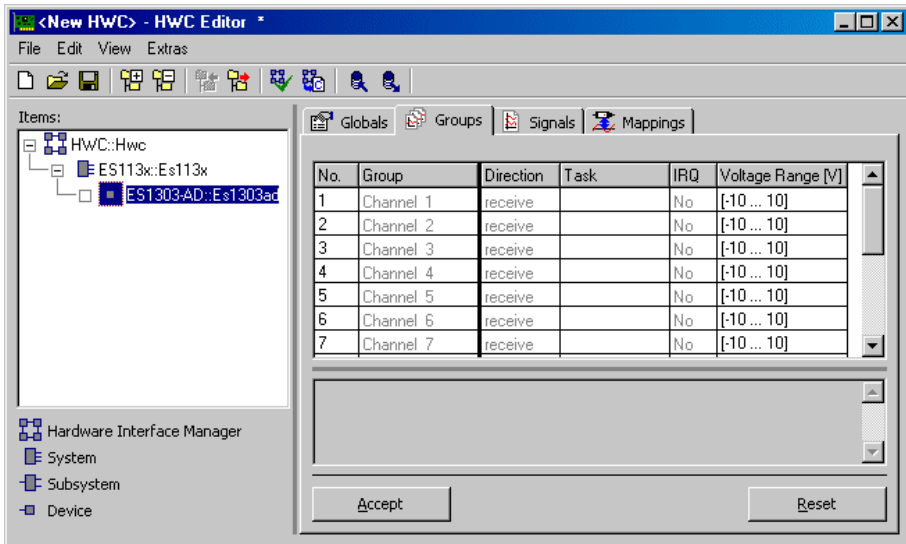 <New HWC> - HWC Editor *
File Edit View Extras
Items:
HWC::Hwc
ES113x::Es113x
ES1303-AD::Es1303ad
Hardware Interface Manager
System
Subsystem
Device
Globals Groups Signals Mappings
No. Group Direction Task IRQ Voltage Range [V]
1 Channel 1 receive No [-10 ... 10]
2 Channel 2 receive No [-10 ... 10]
3 Channel 3 receive No [-10 ... 10]
4 Channel 4 receive No [-10 ... 10]
5 Channel 5 receive No [-10 ... 10]
6 Channel 6 receive No [-10 ... 10]
7 Channel 7 receive No [-10 ... 10]
Accept Reset